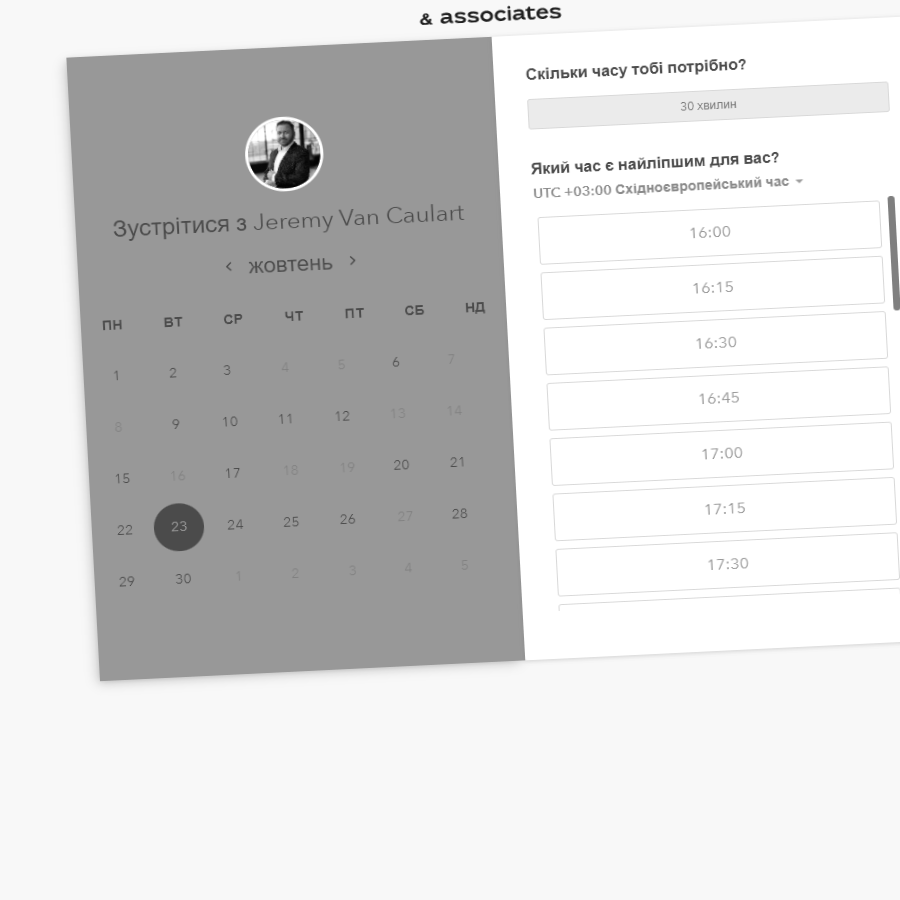 & associates
Зустрітися з Jeremy Van Caulart
‹ жовтень ›
ПН ВТ СР ЧТ ПТ СБ НД
1 2 3 4 5 6 7
8 9 10 11 12 13 14
15 16 17 18 19 20 21
22 23 24 25 26 27 28
29 30 1 2 3 4 5
Скільки часу тобі потрібно?
30 хвилин
Який час є найліпшим для вас?
UTC +03:00 Східноєвропейський час
16:00
16:15
16:30
16:45
17:00
17:15
17:30